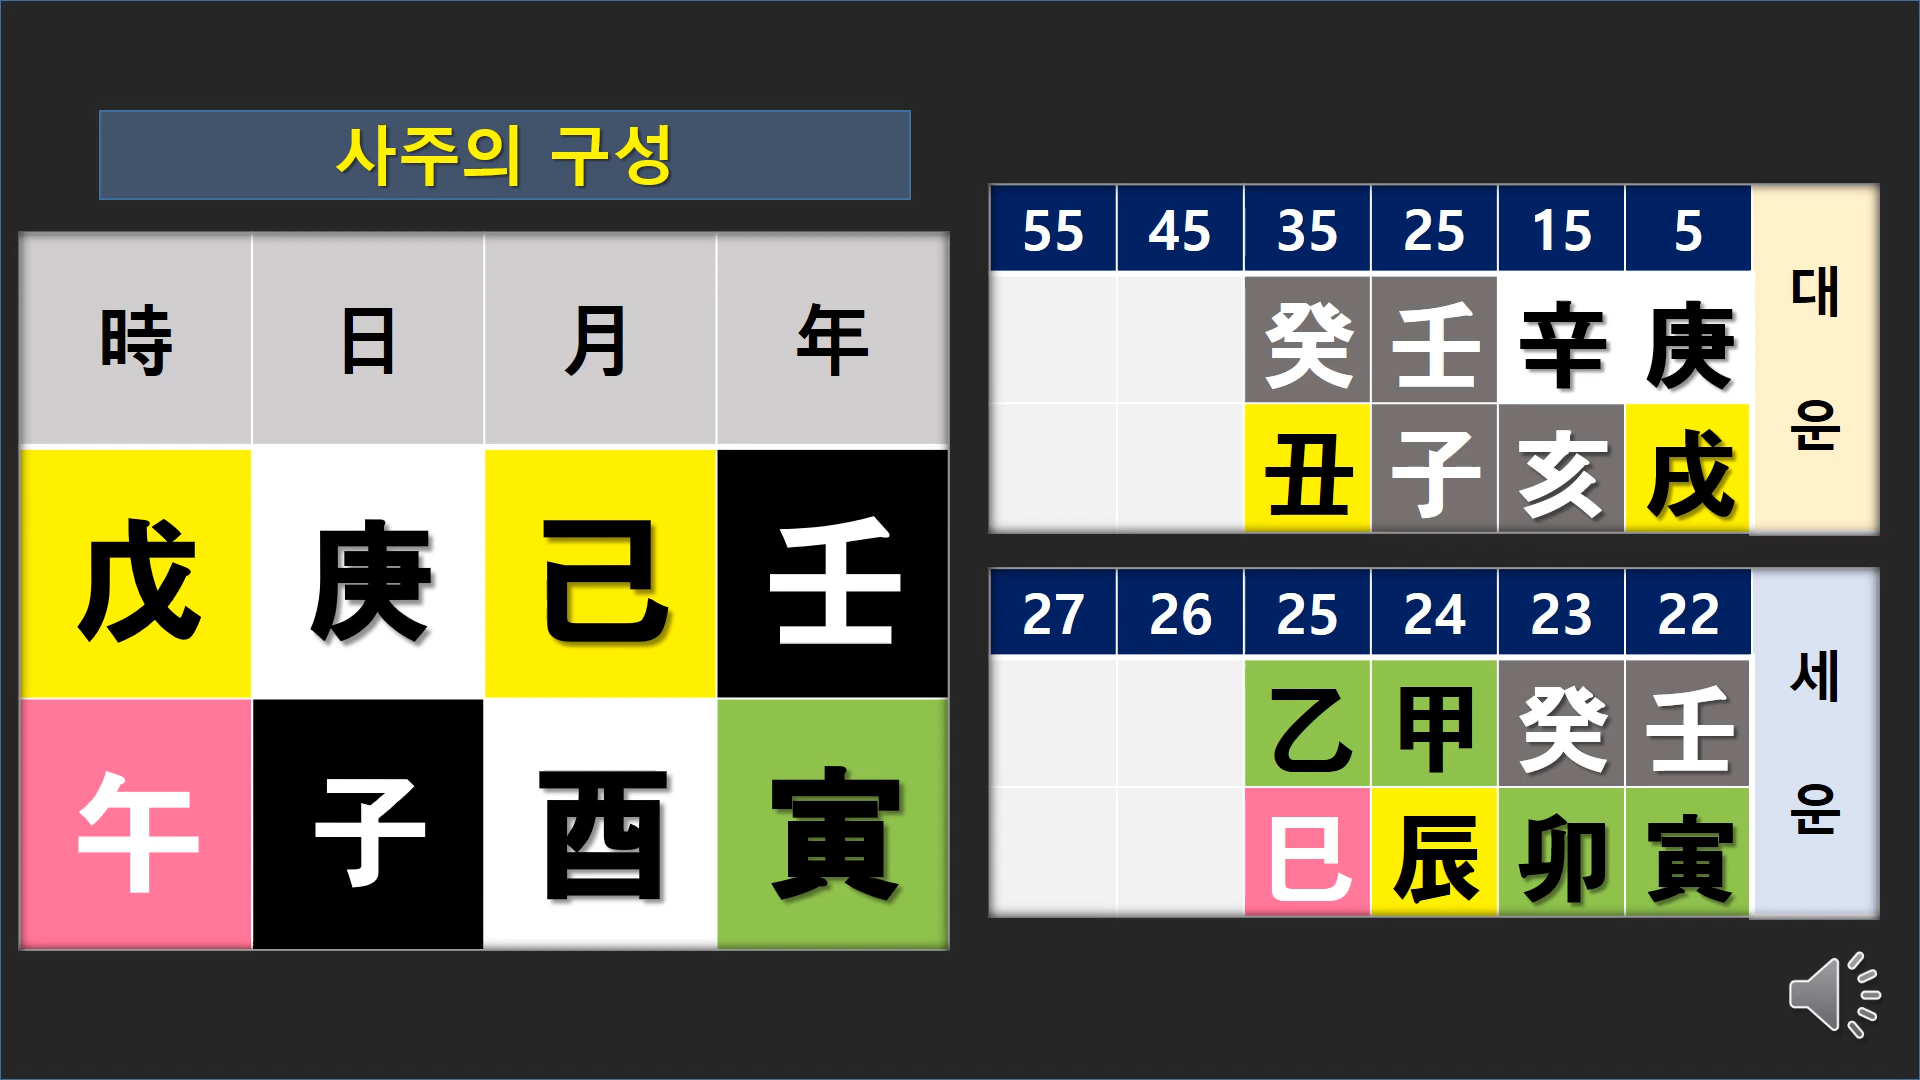 사주의 구성
時 日 月 年
戊 庚 己 壬
午 子 酉 寅
55 45 35 25 15 5
癸 壬 辛 庚
丑 子 亥 戌
대
운
27 26 25 24 23 22
乙 甲 癸 壬
巳 辰 卯 寅
세
운